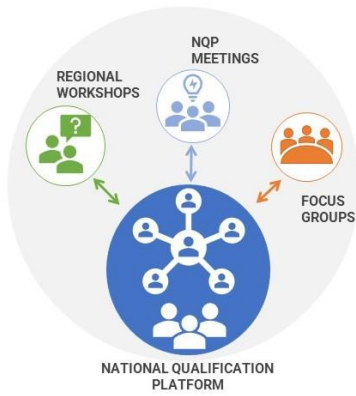 NQP
MEETINGS
REGIONAL
WORKSHOPS
?
FOCUS
GROUPS
NATIONAL QUALIFICATION
PLATFORM